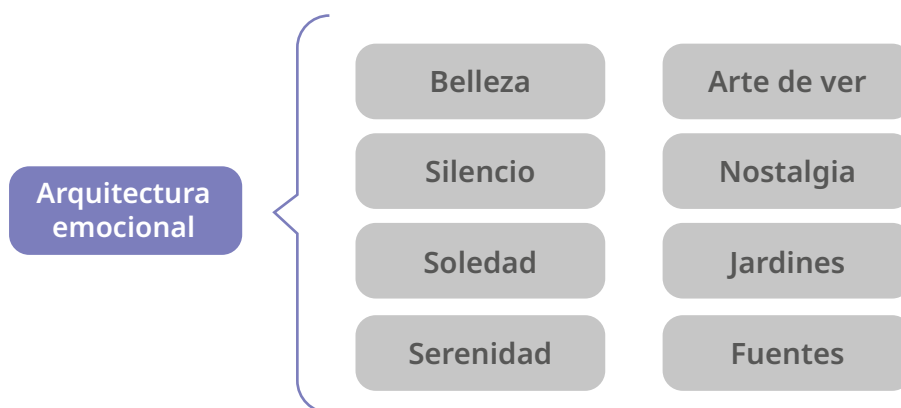 Arquitectura
emocional
Belleza
Arte de ver
Silencio
Nostalgia
Soledad
Jardines
Serenidad
Fuentes